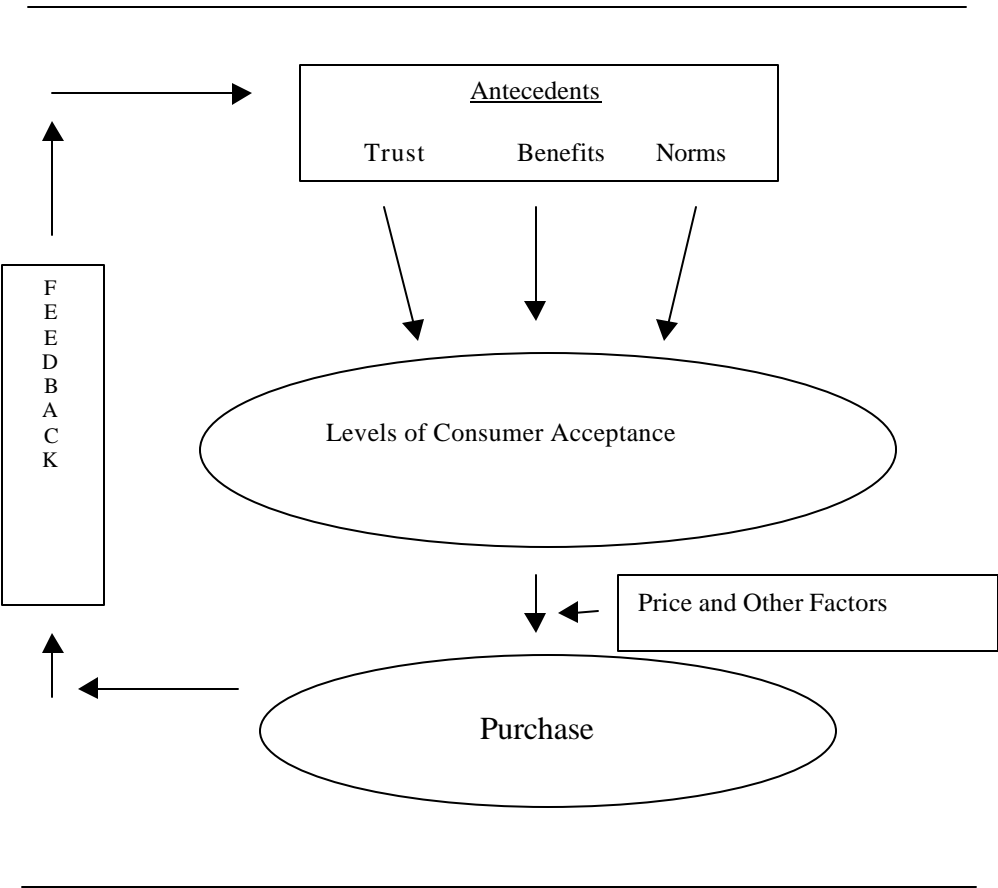 Antecedents
Trust Benefits Norms
F
E
E
D
B
A
C
K
Levels of Consumer Acceptance
Price and Other Factors
Purchase